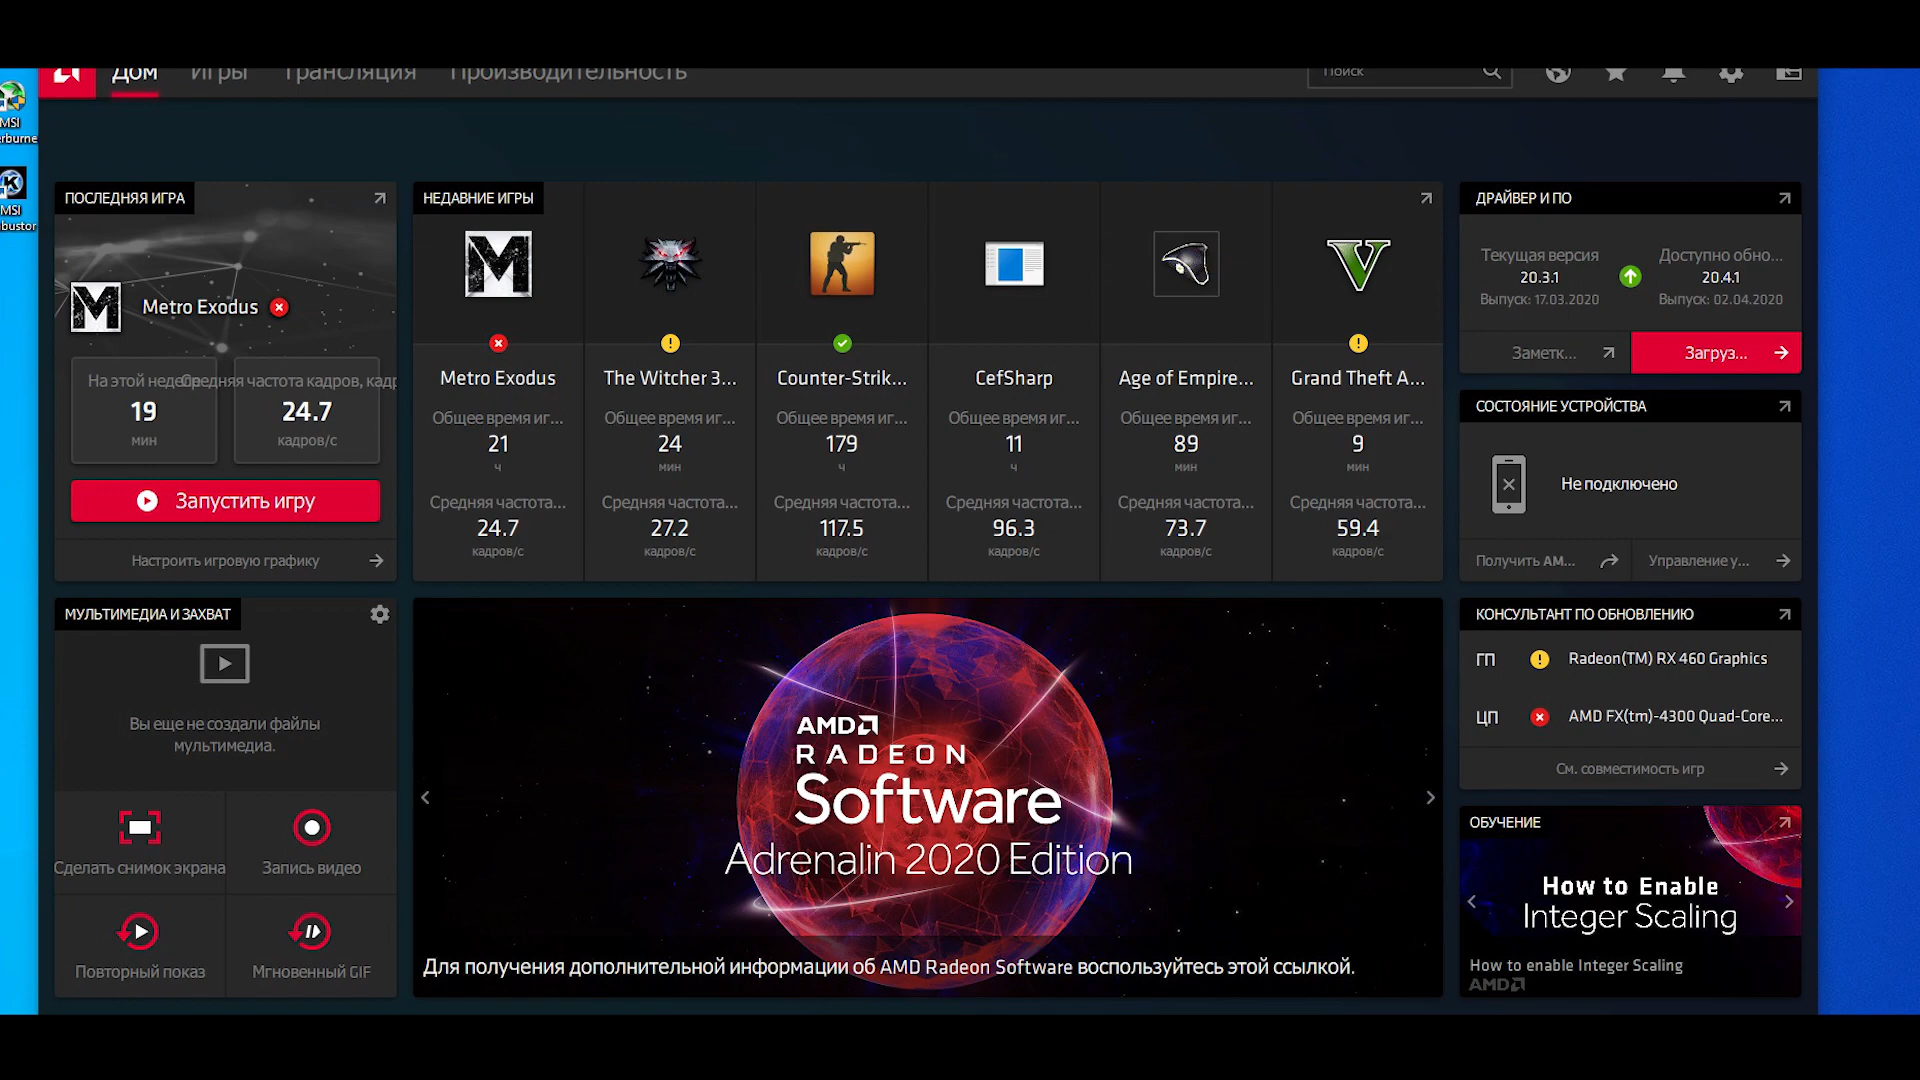 Дом
Игры
Трансляция
Производительность
Поиск
MSI
MSI
ПОСЛЕДНЯЯ ИГРА
Metro Exodus
На этой неделе
Средняя частота кадров, кадр
19
24.7
мин
кадров/с
Запустить игру
Настроить игровую графику
НЕДАВНИЕ ИГРЫ
Metro Exodus
Общее время иг...
21
ч
Средняя частота...
24.7
кадров/с
The Witcher 3...
Общее время иг...
24
мин
Средняя частота...
27.2
кадров/с
Counter-Strik...
Общее время иг...
179
ч
Средняя частота...
117.5
кадров/с
CefSharp
Общее время иг...
11
ч
Средняя частота...
96.3
кадров/с
Age of Empire...
Общее время иг...
89
мин
Средняя частота...
73.7
кадров/с
Grand Theft A...
Общее время иг...
9
мин
Средняя частота...
59.4
кадров/с
ДРАЙВЕР И ПО
Текущая версия
20.3.1
Выпуск: 17.03.2020
Доступно обно...
20.4.1
Выпуск: 02.04.2020
Заметк...
Загруз...
СОСТОЯНИЕ УСТРОЙСТВА
Не подключено
Получить AM...
Управление у...
МУЛЬТИМЕДИА И ЗАХВАТ
Вы еще не создали файлы
мультимедиа.
Сделать снимок экрана
Запись видео
Повторный показ
Мгновенный GIF
AMD
RADEON
Software
Adrenalin 2020 Edition
Для получения дополнительной информации об AMD Radeon Software воспользуйтесь этой ссылкой.
КОНСУЛЬТАНТ ПО ОБНОВЛЕНИЮ
ГП
Radeon(TM) RX 460 Graphics
ЦП
AMD FX(tm)-4300 Quad-Core...
См. совместимость игр
ОБУЧЕНИЕ
How to Enable
Integer Scaling
How to enable Integer Scaling
AMD